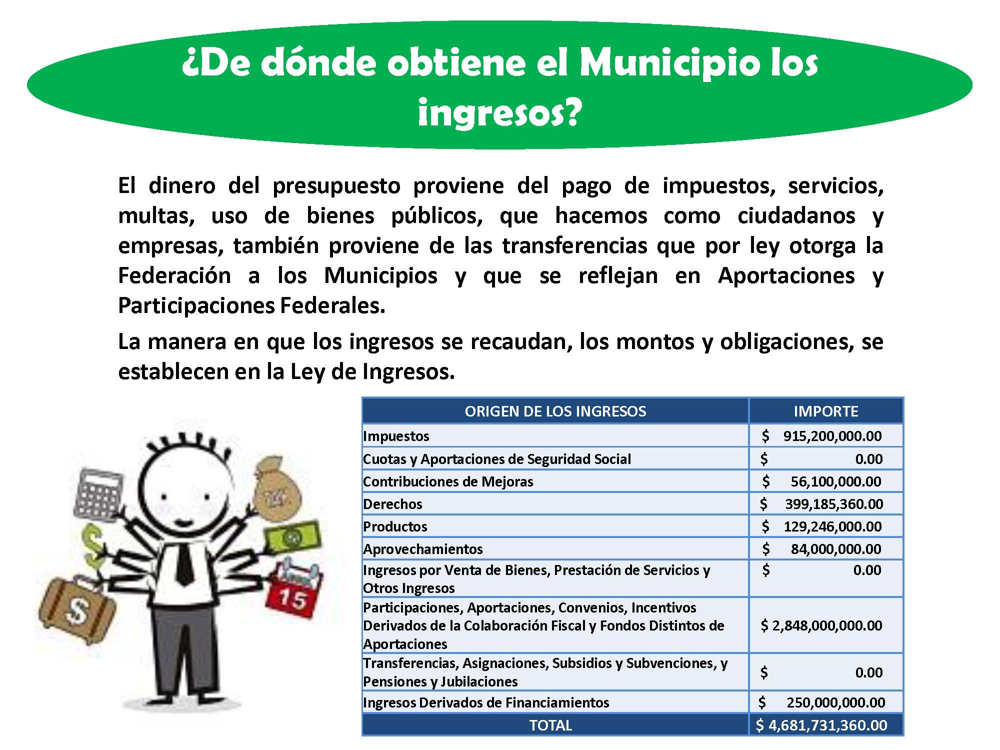 ¿De dónde obtiene el Municipio los
ingresos?
El dinero del presupuesto proviene del pago de impuestos, servicios,
multas, uso de bienes públicos, que hacemos como ciudadanos y
empresas, también proviene de las transferencias que por ley otorga la
Federación a los Municipios y que se reflejan en Aportaciones y
Participaciones Federales.
La manera en que los ingresos se recaudan, los montos y obligaciones, se
establecen en la Ley de Ingresos.
ORIGEN DE LOS INGRESOS IMPORTE
Impuestos $ 915,200,000.00
Cuotas y Aportaciones de Seguridad Social $ 0.00
Contribuciones de Mejoras $ 56,100,000.00
Derechos $ 399,185,360.00
Productos $ 129,246,000.00
Aprovechamientos $ 84,000,000.00
Ingresos por Venta de Bienes, Prestación de Servicios y $ 0.00
Otros Ingresos
Participaciones, Aportaciones, Convenios, Incentivos
Derivados de la Colaboración Fiscal y Fondos Distintos de $ 2,848,000,000.00
Aportaciones
Transferencias, Asignaciones, Subsidios y Subvenciones, y
Pensiones y Jubilaciones $ 0.00
Ingresos Derivados de Financiamientos $ 250,000,000.00
TOTAL $ 4,681,731,360.00
$
$
15